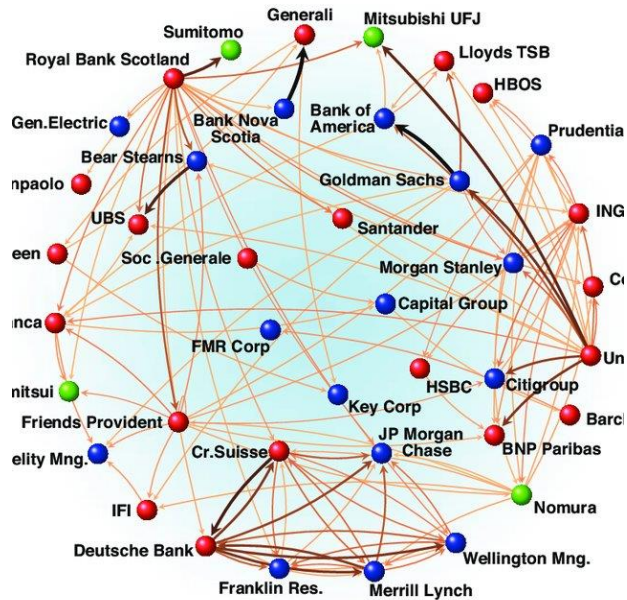 Generali
Mitsubishi UFJ
Sumitomo
Royal Bank Scotland
Lloyds TSB
HBOS
Gen.Electric
Bank Nova
Scotia
Bank of
America
Prudentia
Bear Stearns
Goldman Sachs
npaolo
UBS
Santander
ING
een
Soc .Generale
Morgan Stanley
Co
anca
Capital Group
FMR Corp
Un
HSBC
Citigroup
nitsui
Key Corp
Friends Provident
Barcl
BNP Paribas
Cr.Suisse
JP Morgan
Chase
elity Mng.
IFI
Nomura
Deutsche Bank
Wellington Mng.
Franklin Res.
Merrill Lynch